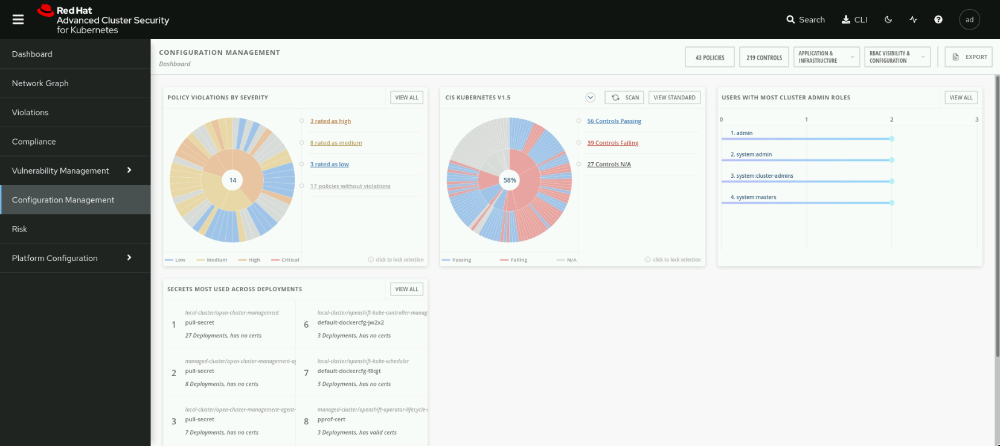 Red Hat
Advanced Cluster Security
for Kubernetes
Search
CLI
ad
Dashboard
Network Graph
Violations
Compliance
Vulnerability Management
Configuration Management
Risk
Platform Configuration
CONFIGURATION MANAGEMENT
Dashboard
43 POLICIES
219 CONTROLS
APPLICATION &
INFRASTRUCTURE
RBAC VISIBILITY &
CONFIGURATION
EXPORT
POLICY VIOLATIONS BY SEVERITY
VIEW ALL
14
3 rated as high
8 rated as medium
3 rated as low
17 policies without violations
Low
Medium
High
Critical
click to lock selection
CIS KUBERNETES V1.5
SCAN
VIEW STANDARD
58%
56 Controls Passing
39 Controls Failing
27 Controls N/A
Passing
Failing
N/A
click to lock selection
USERS WITH MOST CLUSTER ADMIN ROLES
VIEW ALL
0 1 2 3
1. admin
2. system:admin
3. system:cluster-admins
4. system:masters
SECRETS MOST USED ACROSS DEPLOYMENTS
VIEW ALL
1
local-cluster/open-cluster-management
pull-secret
27 Deployments, has no certs
2
managed-cluster/open-cluster-management-ag
pull-secret
8 Deployments, has no certs
3
local-cluster/open-cluster-management-agent-
pull-secret
7 Deployments, has no certs
6
local-cluster/openshift-kube-controller-manag
default-dockercfg-jw2x2
3 Deployments, has no certs
7
local-cluster/openshift-kube-scheduler
default-dockercfg-f8qjt
3 Deployments, has no certs
8
managed-cluster/openshift-operator-lifecycle-
pprof-cert
3 Deployments, has valid certs